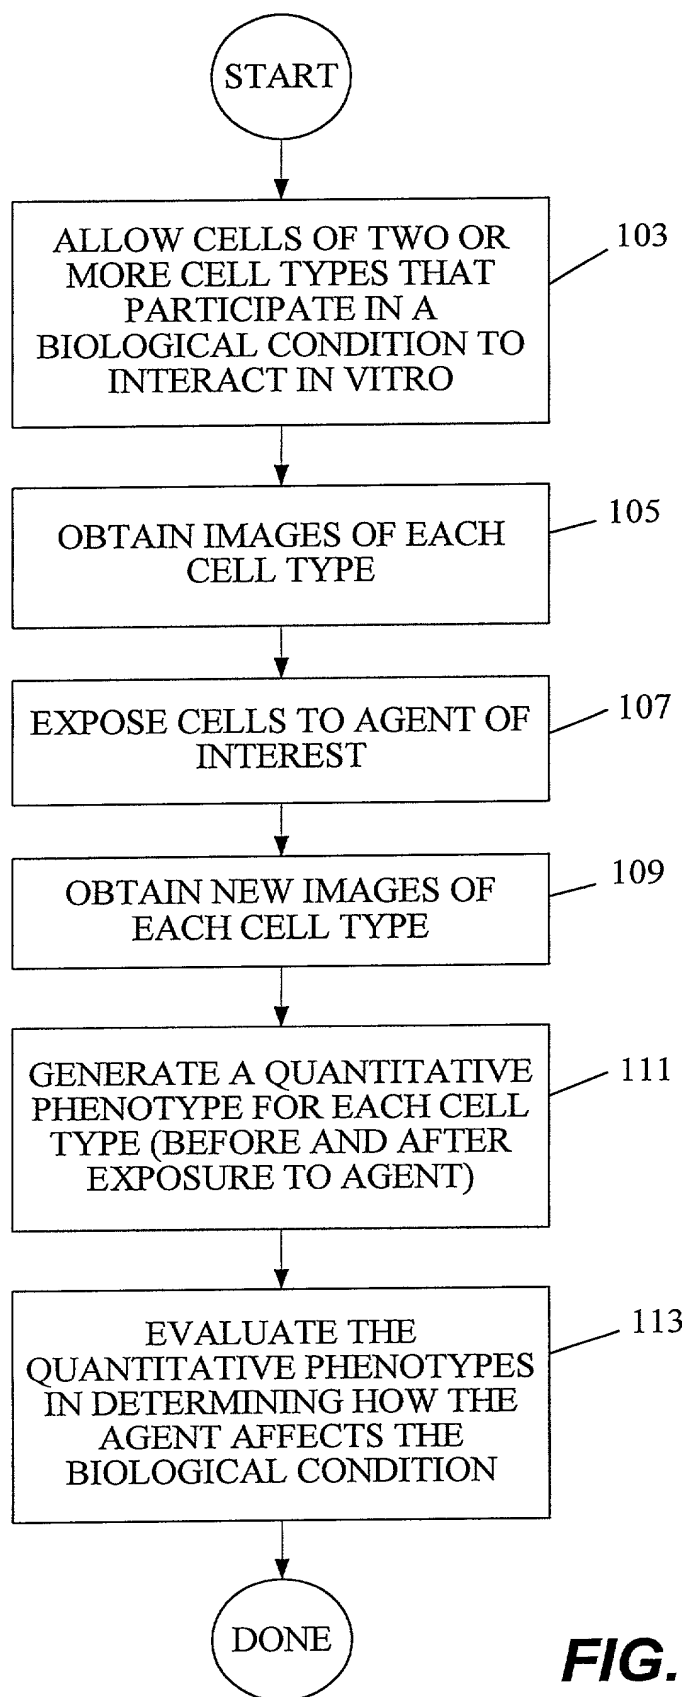 START
ALLOW CELLS OF TWO OR
MORE CELL TYPES THAT
PARTICIPATE IN A
BIOLOGICAL CONDITION TO
INTERACT IN VITRO
103
OBTAIN IMAGES OF EACH
CELL TYPE
105
EXPOSE CELLS TO AGENT OF
INTEREST
107
OBTAIN NEW IMAGES OF
EACH CELL TYPE
109
GENERATE A QUANTITATIVE
PHENOTYPE FOR EACH CELL
TYPE (BEFORE AND AFTER
EXPOSURE TO AGENT)
111
EVALUATE THE
QUANTITATIVE PHENOTYPES
IN DETERMINING HOW THE
AGENT AFFECTS THE
BIOLOGICAL CONDITION
113
DONE
FIG.